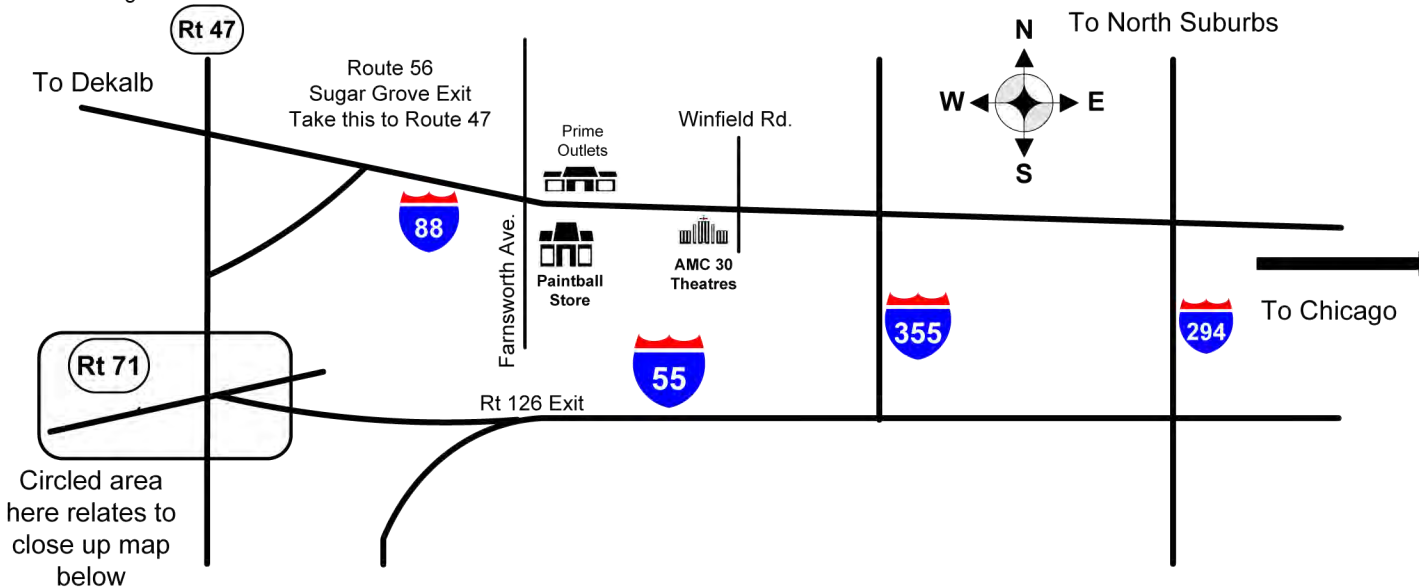 Rt 47
To North Suburbs
N
To Dekalb
Route 56
Sugar Grove Exit
Take this to Route 47
W
E
Prime
Outlets
Winfield Rd.
S
88
Farnsworth Ave.
Paintball
Store
AMC 30
Theatres
To Chicago
355
294
Rt 71
55
Rt 126 Exit
Circled area
here relates to
close up map
below